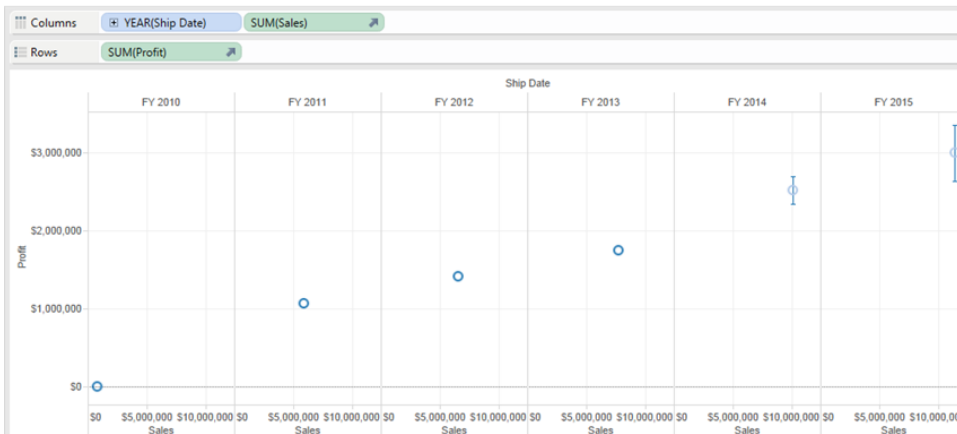 Columns YEAR(Ship Date) SUM(Sales)
Rows SUM(Profit)
Ship Date
FY 2010 FY 2011 FY 2012 FY 2013 FY 2014 FY 2015
$3,000,000
$2,000,000
Profit
$1,000,000
$0
$0 $5,000,000 $10,000,000 $0 $5,000,000 $10,000,000 $0 $5,000,000 $10,000,000 $0 $5,000,000 $10,000,000 $0 $5,000,000 $10,000,000 $0 $5,000,000 $10,000,00
Sales Sales Sales Sales Sales Sales